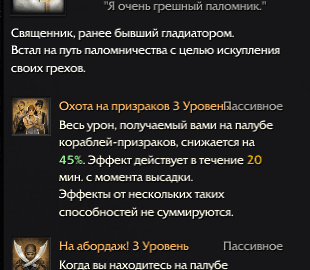 "Я очень грешный паломник."
Священник, ранее бывший гладиатором.
Встал на путь паломничества с целью искупления
своих грехов.
Охота на призраков 3 Уровень Пассивное
Весь урон, получаемый вами на палубе
кораблей-призраков, снижается на
45%. Эффект действует в течение 20
мин. с момента высадки.
Эффекты от нескольких таких
способностей не суммируются.
На абордаж! 3 Уровень Пассивное
Когда вы находитесь на палубе